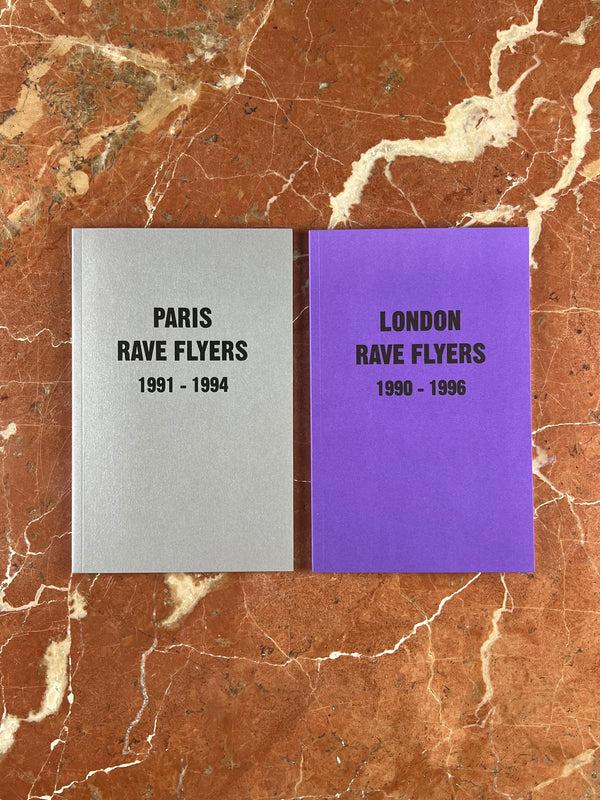 PARIS
RAVE FLYERS
1991 - 1994
LONDON
RAVE FLYERS
1990 - 1996